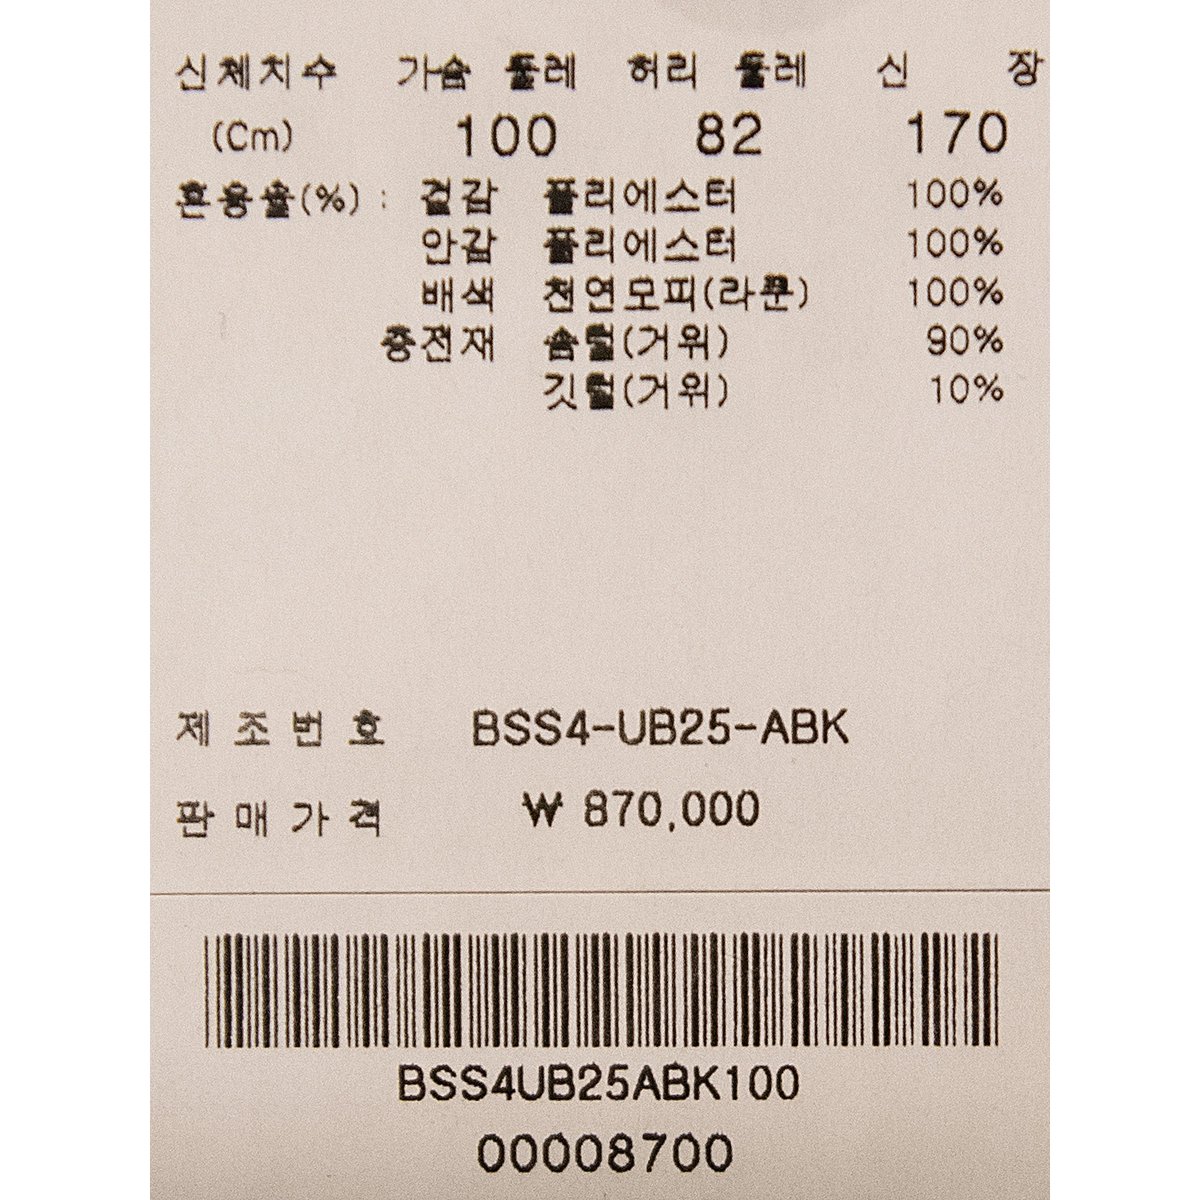 신체치수 가슴 둘레 허리 둘레 신 장
(Cm) 100 82 170
혼용율(%) : 겉감 폴리에스터 100%
안감 폴리에스터 100%
배색 천연모피(라쿤) 100%
충전재 솜털(거위) 90%
깃털(거위) 10%
제 조 번 호 BSS4-UB25-ABK
판 매 가 격 ₩ 870,000
BSS4UB25ABK100
00008700